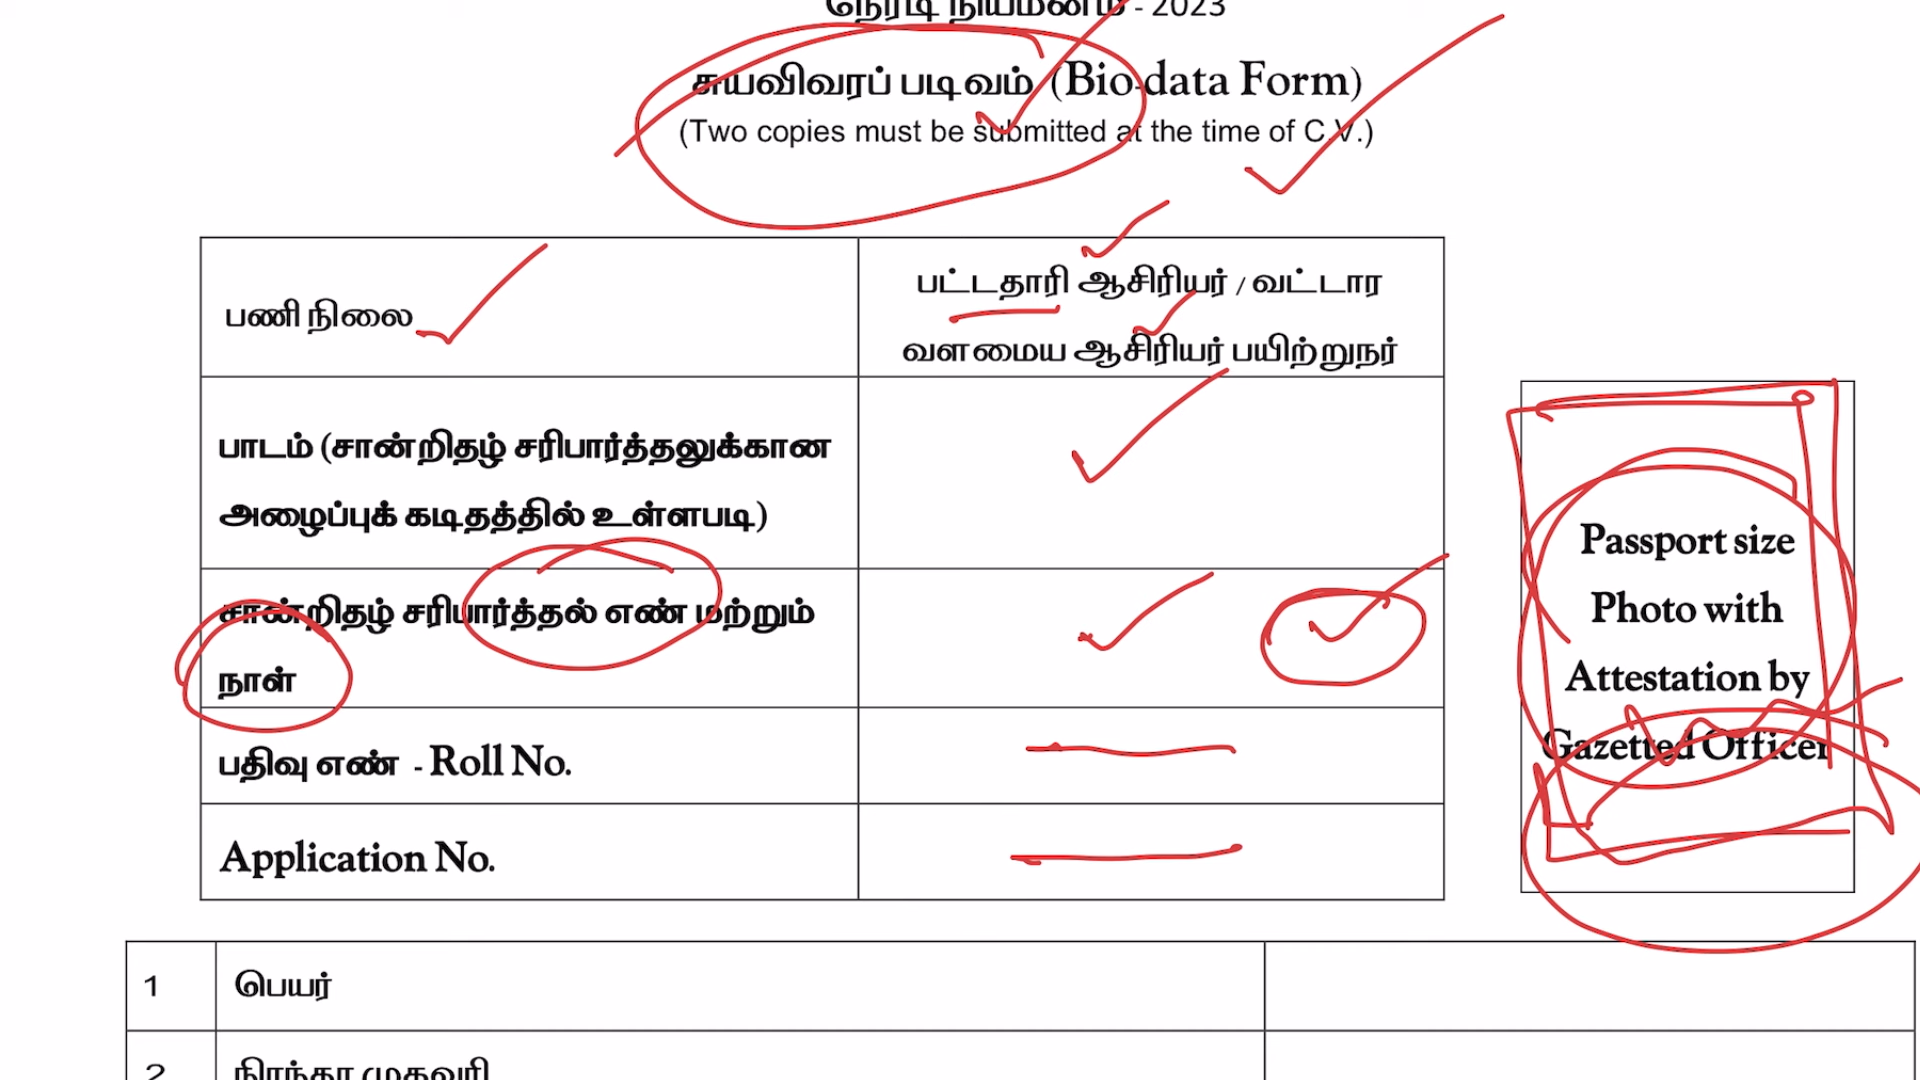 நேரடி நியமனம் - 2023
சுயவிவரப் படிவம் (Bio-data Form)
(Two copies must be submitted at the time of C.V.)
பணி நிலை
பட்டதாரி ஆசிரியர் / வட்டார
வளமைய ஆசிரியர் பயிற்றுநர்
பாடம் (சான்றிதழ் சரிபார்த்தலுக்கான
அழைப்புக் கடிதத்தில் உள்ளபடி)
சான்றிதழ் சரிபார்த்தல் எண் மற்றும்
நாள்
பதிவு எண் - Roll No.
Application No.
Passport size
Photo with
Attestation by
Gazetted Officer
1 பெயர்
2 நிரந்தர முகவரி